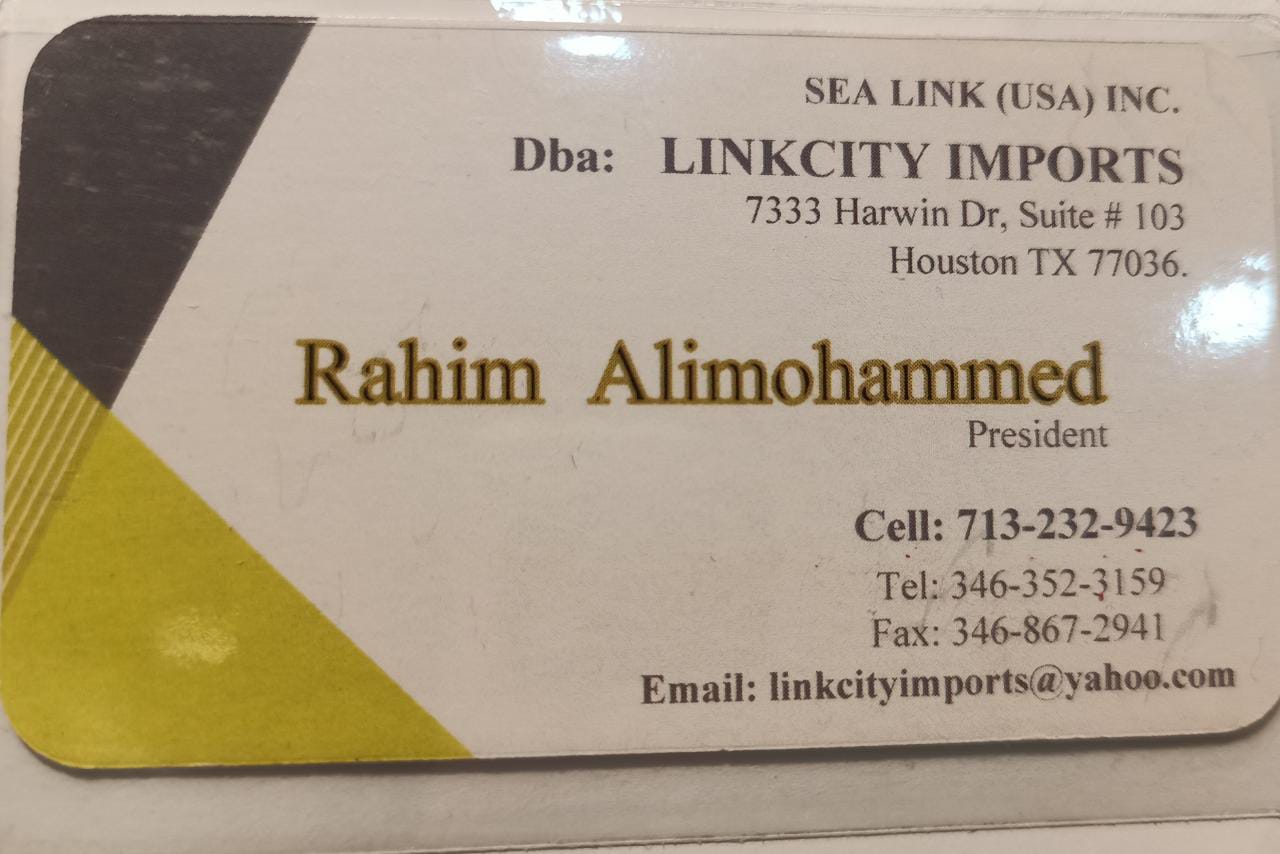 SEA LINK (USA) INC.
Dba: LINKCITY IMPORTS
7333 Harwin Dr, Suite # 103
Houston TX 77036.
Rahim Alimohammed
President
Cell: 713-232-9423
Tel: 346-352-3159
Fax: 346-867-2941
Email: linkcityimports@yahoo.com